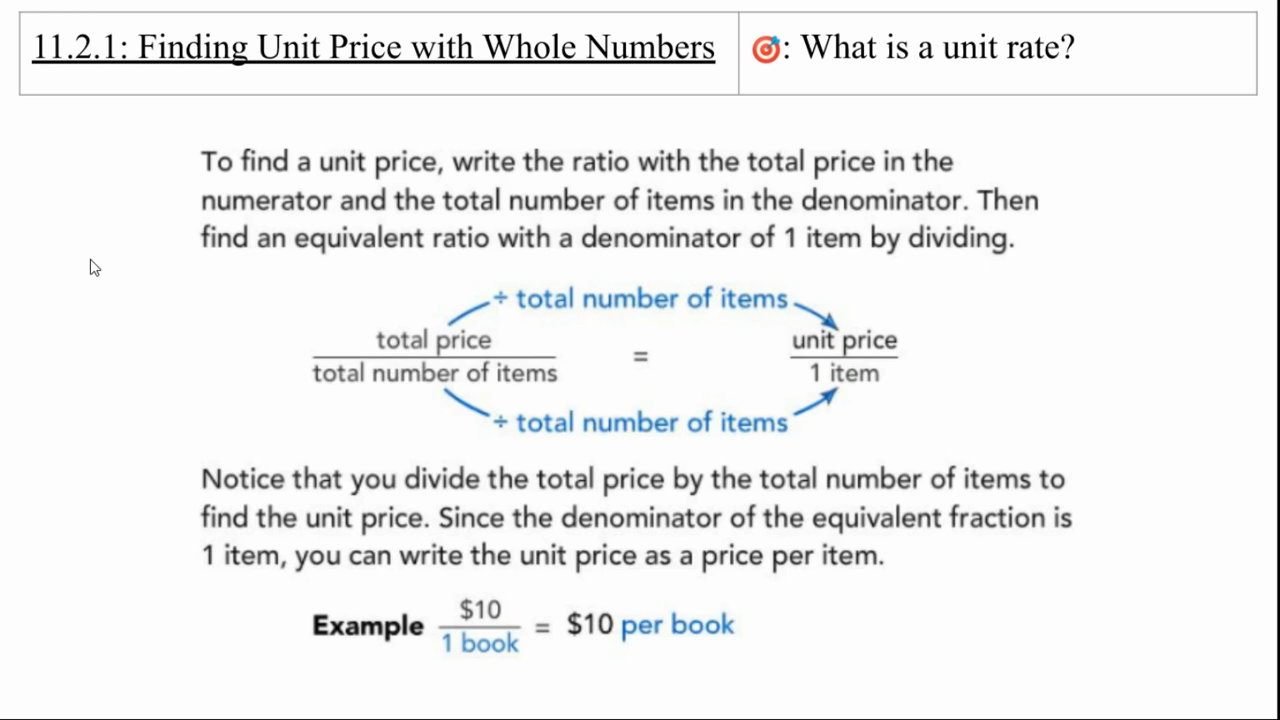 11.2.1: Finding Unit Price with Whole Numbers
🎯: What is a unit rate?
To find a unit price, write the ratio with the total price in the
numerator and the total number of items in the denominator. Then
find an equivalent ratio with a denominator of 1 item by dividing.
÷ total number of items
total price
total number of items
=
unit price
1 item
÷ total number of items
Notice that you divide the total price by the total number of items to
find the unit price. Since the denominator of the equivalent fraction is
1 item, you can write the unit price as a price per item.
Example $10 / 1 book = $10 per book